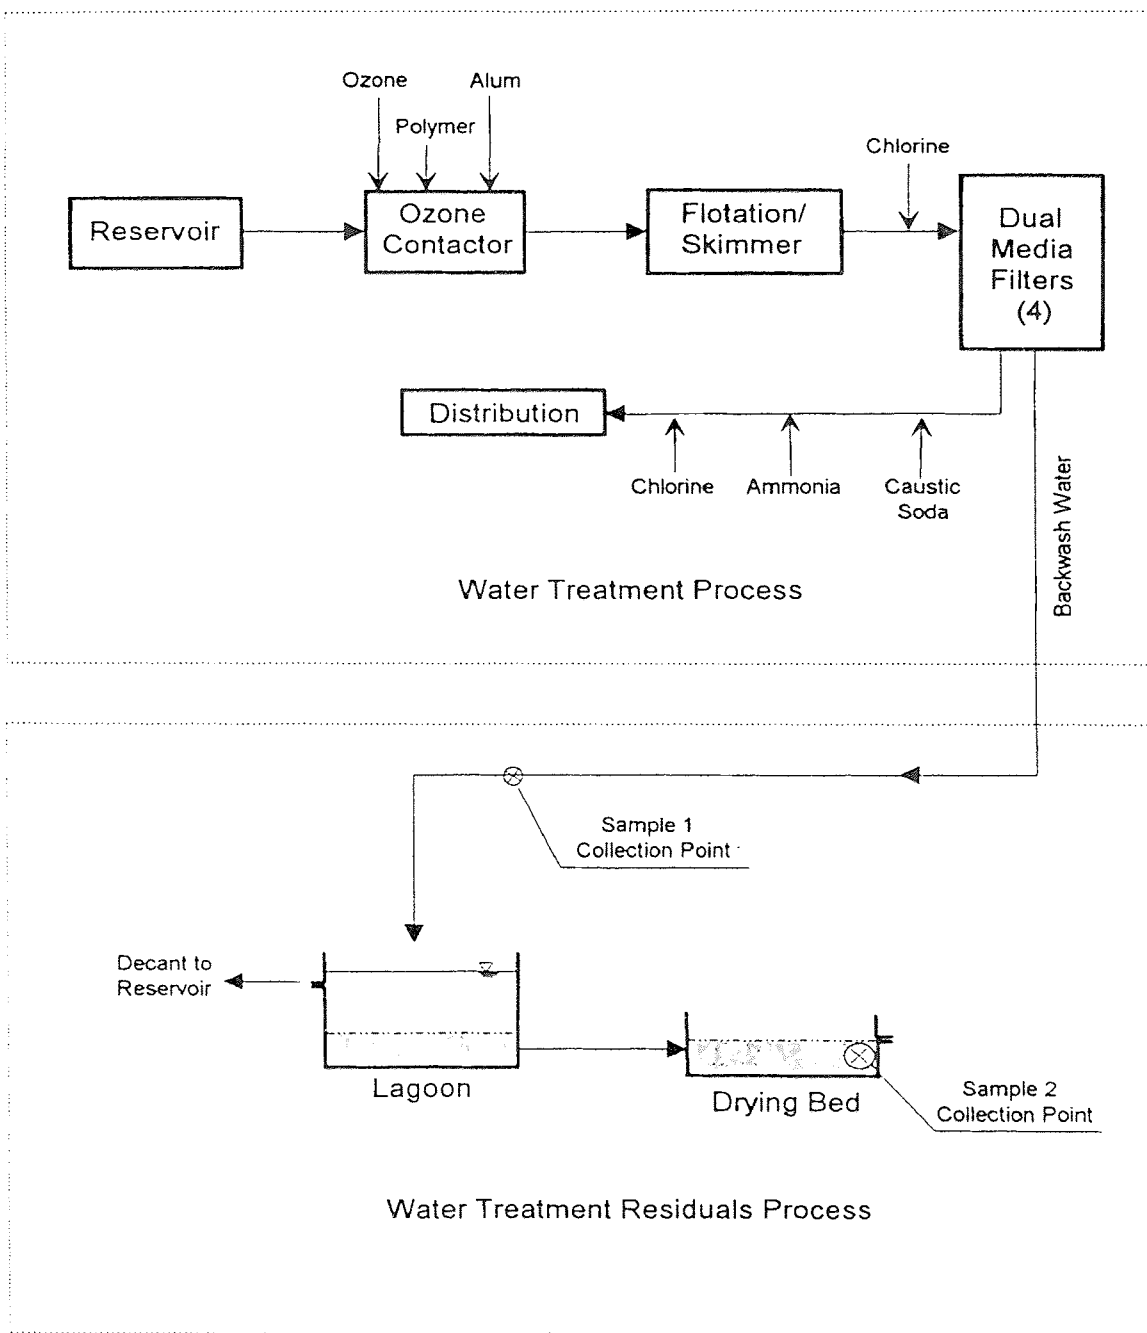 Ozone
Alum
Polymer
Chlorine
Reservoir
Ozone
Contactor
Flotation/
Skimmer
Dual
Media
Filters
(4)
Distribution
Chlorine
Ammonia
Caustic
Soda
Backwash Water
Water Treatment Process
Sample 1
Collection Point
Decant to
Reservoir
Lagoon
Drying Bed
Sample 2
Collection Point
Water Treatment Residuals Process